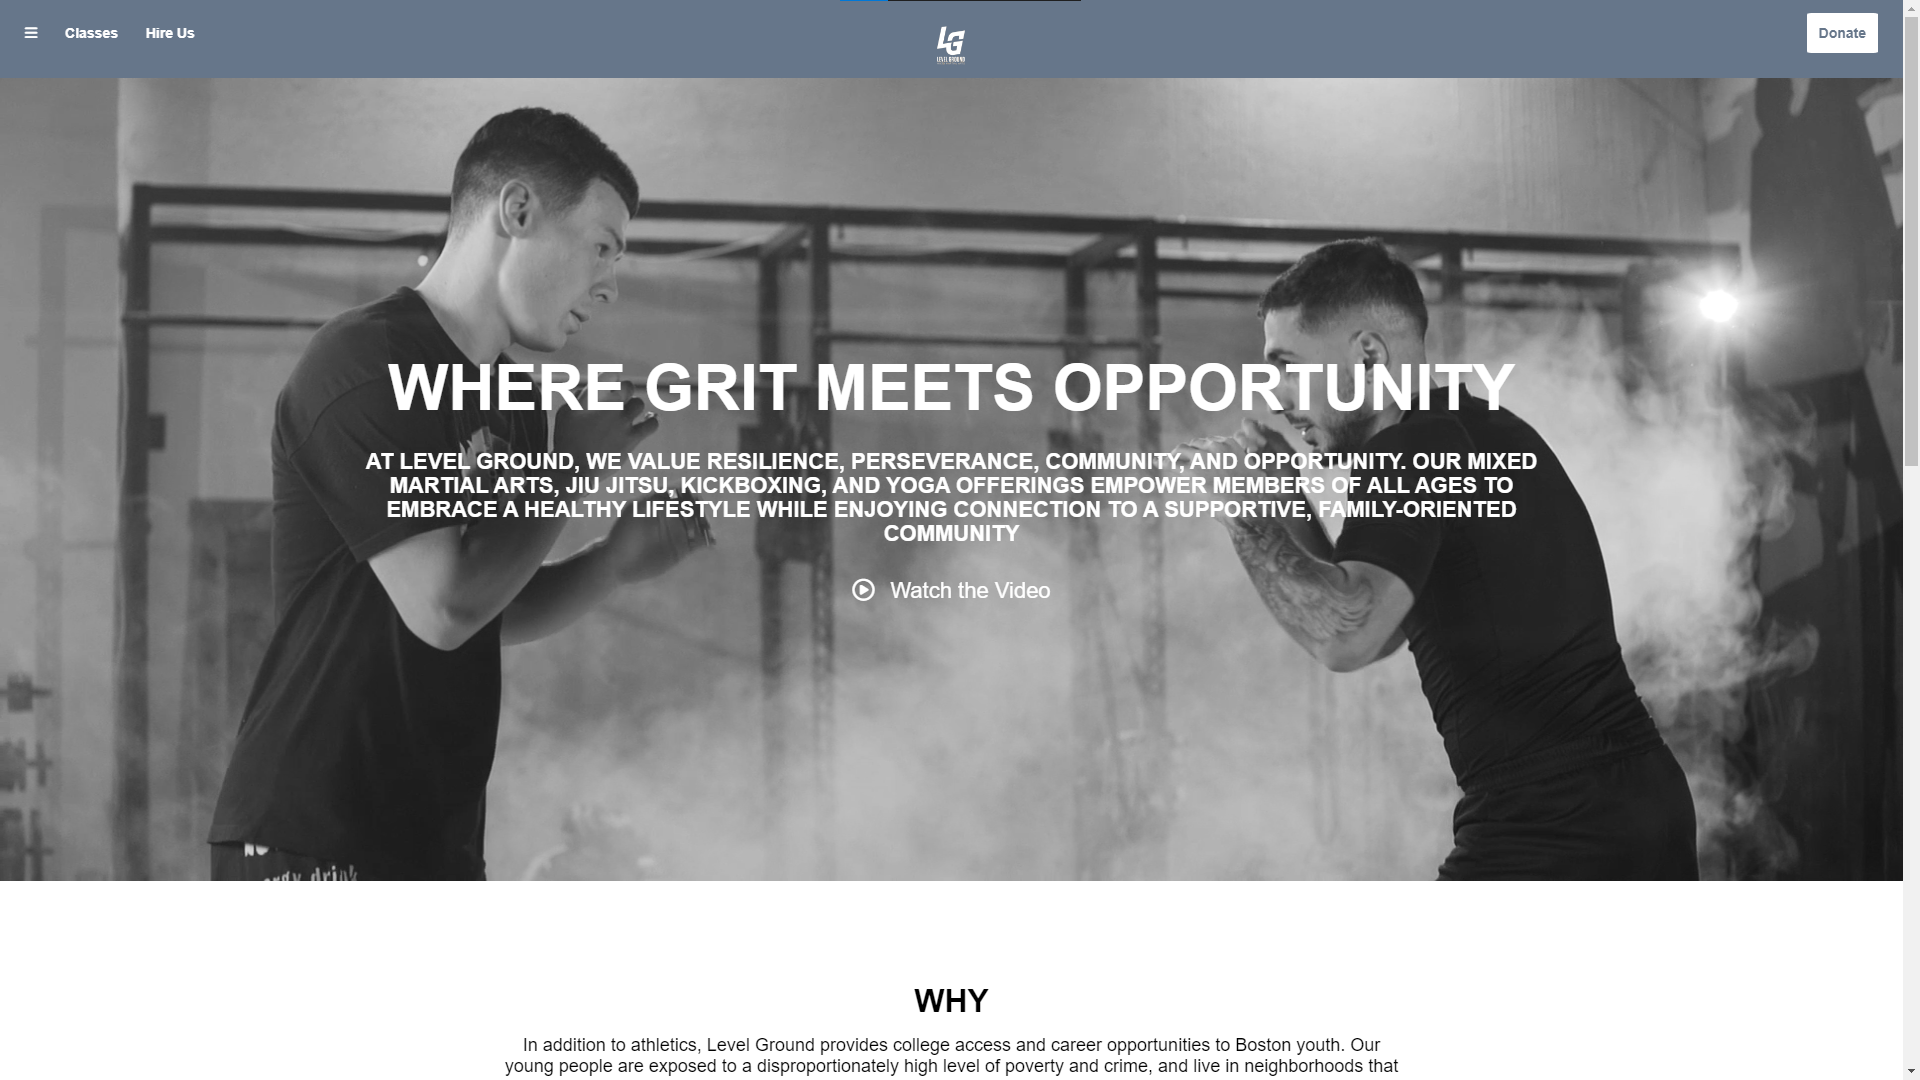 Classes
Hire Us
LG
LEVEL GROUND
Donate
WHERE GRIT MEETS OPPORTUNITY
AT LEVEL GROUND, WE VALUE RESILIENCE, PERSEVERANCE, COMMUNITY, AND OPPORTUNITY. OUR MIXED
MARTIAL ARTS, JIU JITSU, KICKBOXING, AND YOGA OFFERINGS EMPOWER MEMBERS OF ALL AGES TO
EMBRACE A HEALTHY LIFESTYLE WHILE ENJOYING CONNECTION TO A SUPPORTIVE, FAMILY-ORIENTED
COMMUNITY
Watch the Video
WHY
In addition to athletics, Level Ground provides college access and career opportunities to Boston youth. Our
young people are exposed to a disproportionately high level of poverty and crime, and live in neighborhoods that